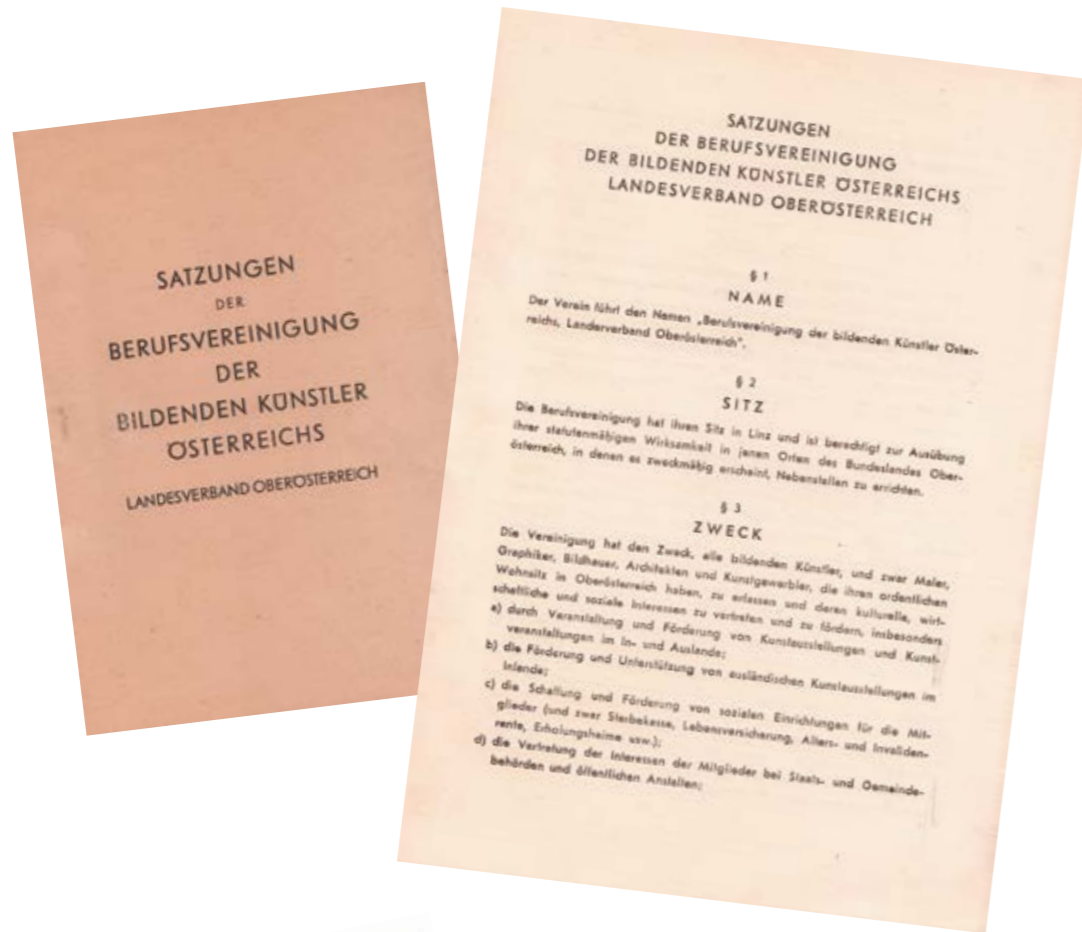 SATZUNGEN
DER
BERUFSVEREINIGUNG
DER
BILDENDEN KÜNSTLER
ÖSTERREICHS
LANDESVERBAND OBERÖSTERREICH
SATZUNGEN
DER BERUFSVEREINIGUNG
DER BILDENDEN KÜNSTLER ÖSTERREICHS
LANDESVERBAND OBERÖSTERREICH
§ 1
NAME
Der Verein führt den Namen „Berufsvereinigung der bildenden Künstler Öster-
reichs, Landesverband Oberösterreich".
§ 2
SITZ
Die Berufsvereinigung hat ihren Sitz in Linz und ist berechtigt zur Ausübung
ihrer statutenmäßigen Wirksamkeit in jenen Orten des Bundeslandes Ober-
österreich, in denen es zweckmäßig erscheint, Nebenstellen zu errichten.
§ 3
ZWECK
Die Vereinigung hat den Zweck, alle bildenden Künstler, und zwar Maler,
Graphiker, Bildhauer, Architekten und Kunstgewerbler, die ihren ordentlichen
Wohnsitz in Oberösterreich haben, zu erfassen und deren kulturelle, wirt-
schaftliche und soziale Interessen zu vertreten und zu fördern, insbesonders
a) durch Veranstaltung und Förderung von Kunstausstellungen und Kunst-
veranstaltungen im In- und Auslande;
b) die Förderung und Unterstützung von ausländischen Kunstausstellungen im
Inlande;
c) die Schaffung und Förderung von sozialen Einrichtungen für die Mit-
glieder (und zwar Sterbekasse, Lebensversicherung, Alters- und Invaliden-
rente, Erholungsheime usw.);
d) die Vertretung der Interessen der Mitglieder bei Staats- und Gemeinde-
behörden und öffentlichen Anstalten;